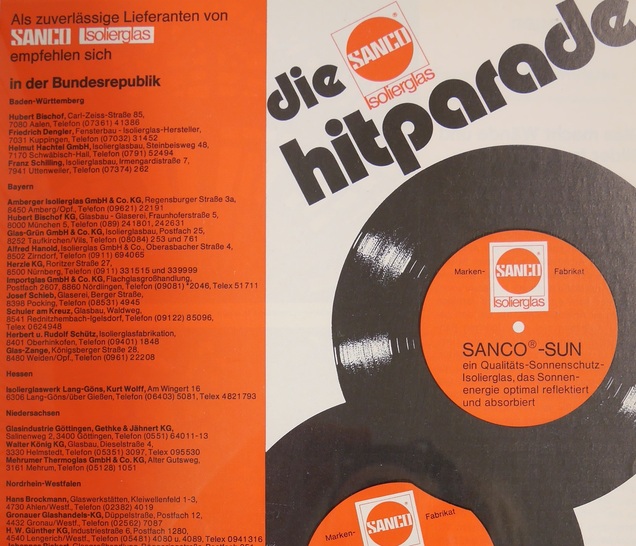 Als zuverlässige Lieferanten von
SANCO Isolierglas
empfehlen sich
in der Bundesrepublik
Baden-Württemberg
Hubert Bischof, Carl-Zeiss-Straße 85,
7080 Aalen, Telefon (07361) 41386
Friedrich Dengler, Fensterbau - Isolierglas-Hersteller,
7031 Kuppingen, Telefon (07032) 31452
Helmut Hachtel GmbH, Isolierglasbau, Steinbeisweg 48,
7170 Schwäbisch-Hall, Telefon (0791) 52494
Franz Schilling, Isolierglasbau, Irmengardistraße 7,
7941 Uttenweiler, Telefon (07374) 262
Bayern
Amberger Isolierglas GmbH & Co. KG, Regensburger Straße 3a,
8450 Amberg/Opf., Telefon (09621) 22191
Hubert Bischof KG, Glasbau - Glaserei, Fraunhoferstraße 5,
8000 München 5, Telefon (089) 241801, 242631
Glas-Grün GmbH & Co. KG, Isolierglasbau, Postfach 25,
8252 Taufkirchen/Vils, Telefon (08084) 253 und 761
Alfred Hanold, Isolierglas GmbH & Co., Oberasbacher Straße 4,
8502 Zirndorf, Telefon (0911) 694065
Herzle KG, Roritzer Straße 27,
8500 Nürnberg, Telefon (0911) 331515 und 339999
Importglas GmbH & Co. KG, Flachglasgroßhandlung,
Postfach 2607, 8860 Nördlingen, Telefon (09081) *2046, Telex 51711
Josef Schieb, Glaserei, Berger Straße,
8398 Pocking, Telefon (08531) 4945
Schuler am Kreuz, Glasbau, Waldweg,
8541 Rednitzhembach-Igelsdorf, Telefon (09122) 85096,
Telex 0624948
Herbert u. Rudolf Schütz, Isolierglasfabrikation,
8401 Oberhinkofen, Telefon (09401) 1848
Glas-Zange, Königsberger Straße 28,
8480 Weiden/Opf., Telefon (0961) 22208
Hessen
Isolierglaswerk Lang-Göns, Kurt Wolff, Am Wingert 16
6306 Lang-Göns/über Gießen, Telefon (06403) 5081, Telex 4821793
Niedersachsen
Glasindustrie Göttingen, Gethke & Jähnert KG,
Salinenweg 2, 3400 Göttingen, Telefon (0551) 64011-13
Walter König KG, Glasbau, Dieselstraße 4,
3330 Helmstedt, Telefon (05351) 3097, Telex 095530
Mehrumer Thermoglas GmbH & Co. KG, Alter Gutsweg,
3161 Mehrum, Telefon (05128) 1051
Nordrhein-Westfalen
Hans Brockmann, Glaswerkstätten, Kleiwellenfeld 1-3,
4730 Ahlen/Westf., Telefon (02382) 4019
Gronauer Glashandels-KG, Düppelstraße, Postfach 12,
4432 Gronau/Westf., Telefon (02562) 7087
H. W. Günther KG, Industriestraße 6, Postfach 1280,
4540 Lengerich/Westf., Telefon (05481) 4080 u. 4089, Telex 0941316
die
SANCO
Isolierglas
hitparade
Marken- SANCO Fabrikat
Isolierglas
SANCO®-SUN
ein Qualitäts-Sonnenschutz-
Isolierglas, das Sonnen-
energie optimal reflektiert
und absorbiert
Marken- SANCO Fabrikat